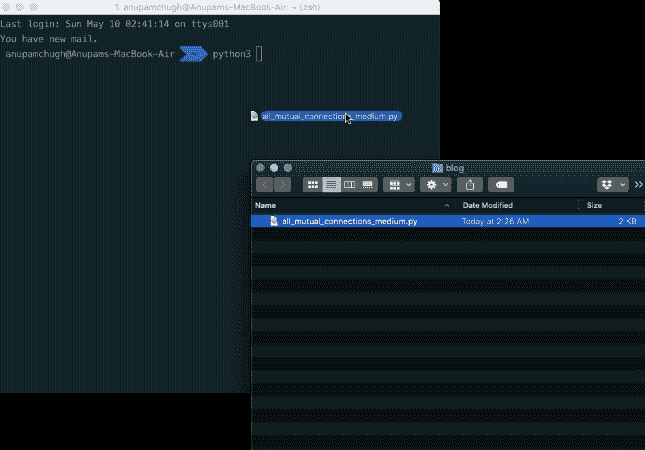 1. anupamchugh@Anupams-MacBook-Air: ~ (zsh)
Last login: Sun May 10 02:41:14 on ttys001
You have new mail.
anupamchugh@Anupams-MacBook-Air ~ python3
all_mutual_connections_medium.py
blog
Name Date Modified Size
all_mutual_connections_medium.py Today at 2:26 AM 2 KB